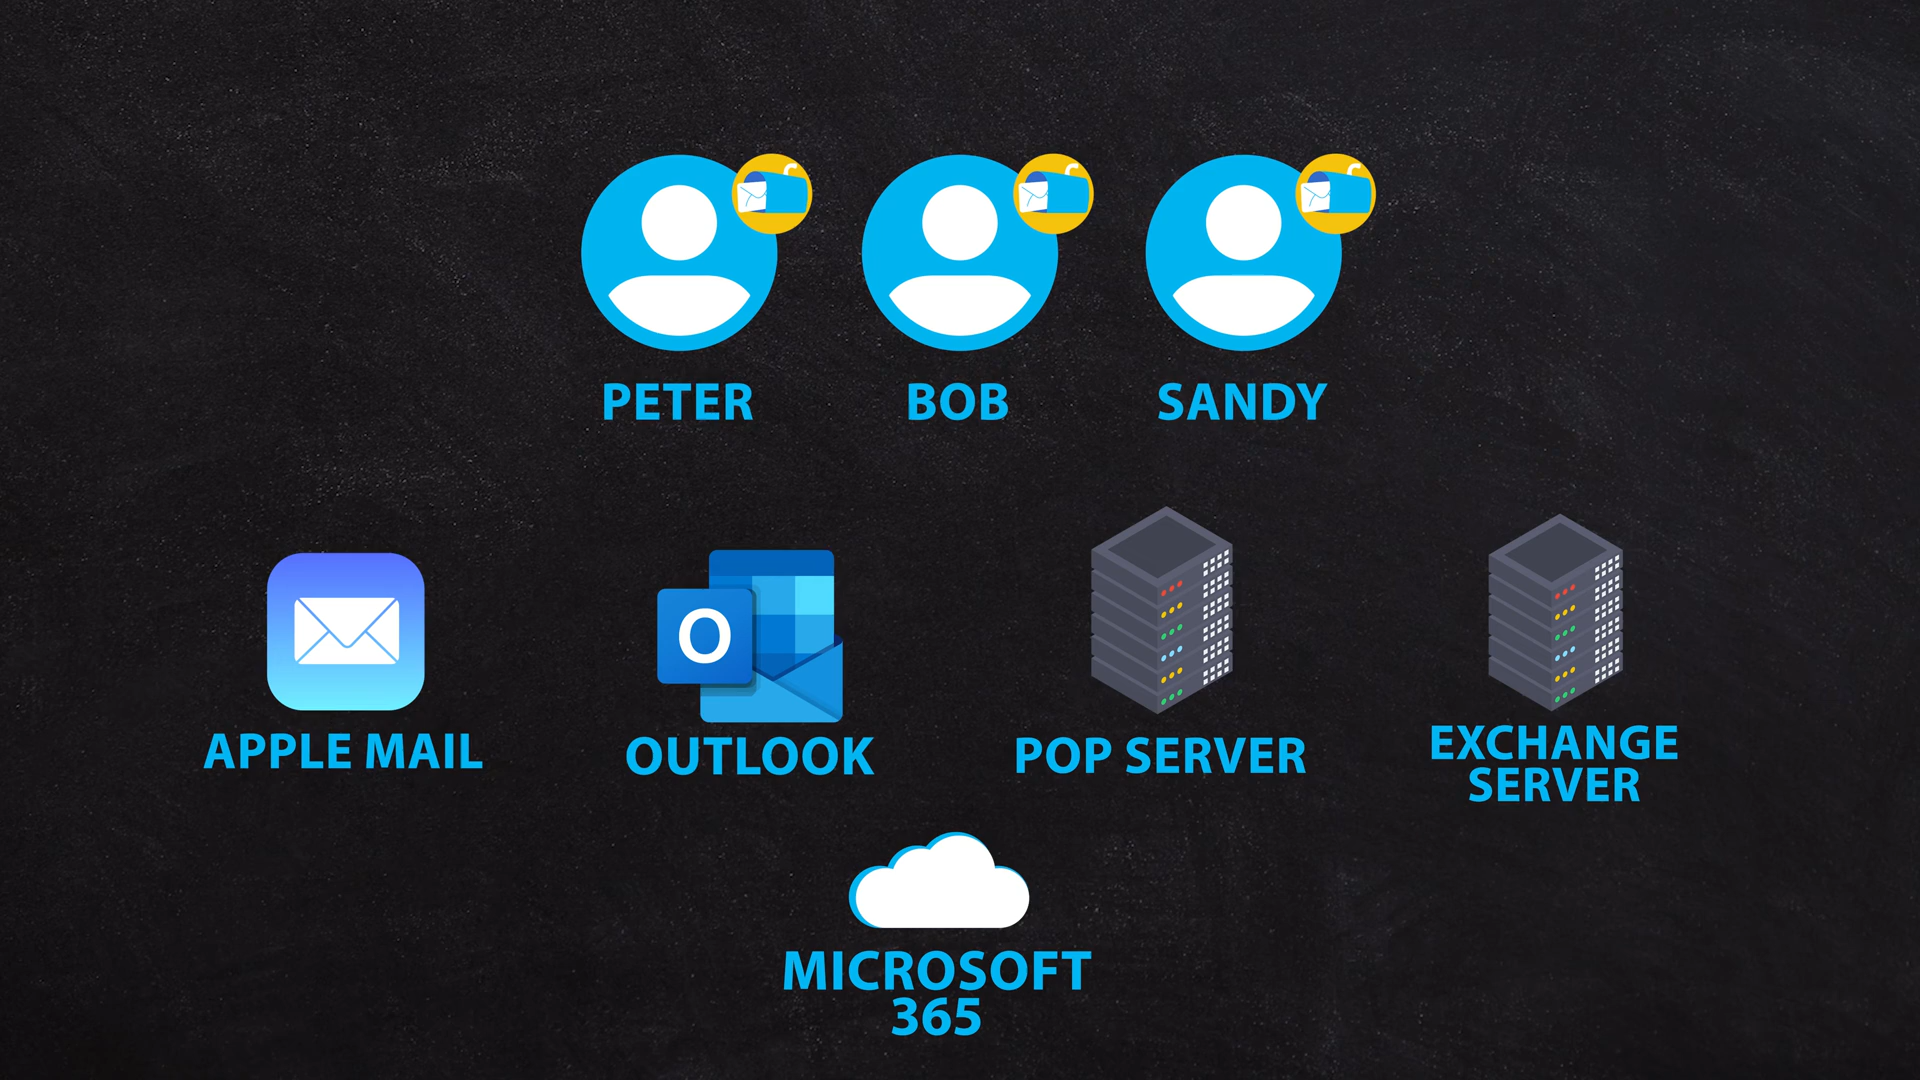 PETER
BOB
SANDY
O
APPLE MAIL
OUTLOOK
POP SERVER
EXCHANGE
SERVER
MICROSOFT
365